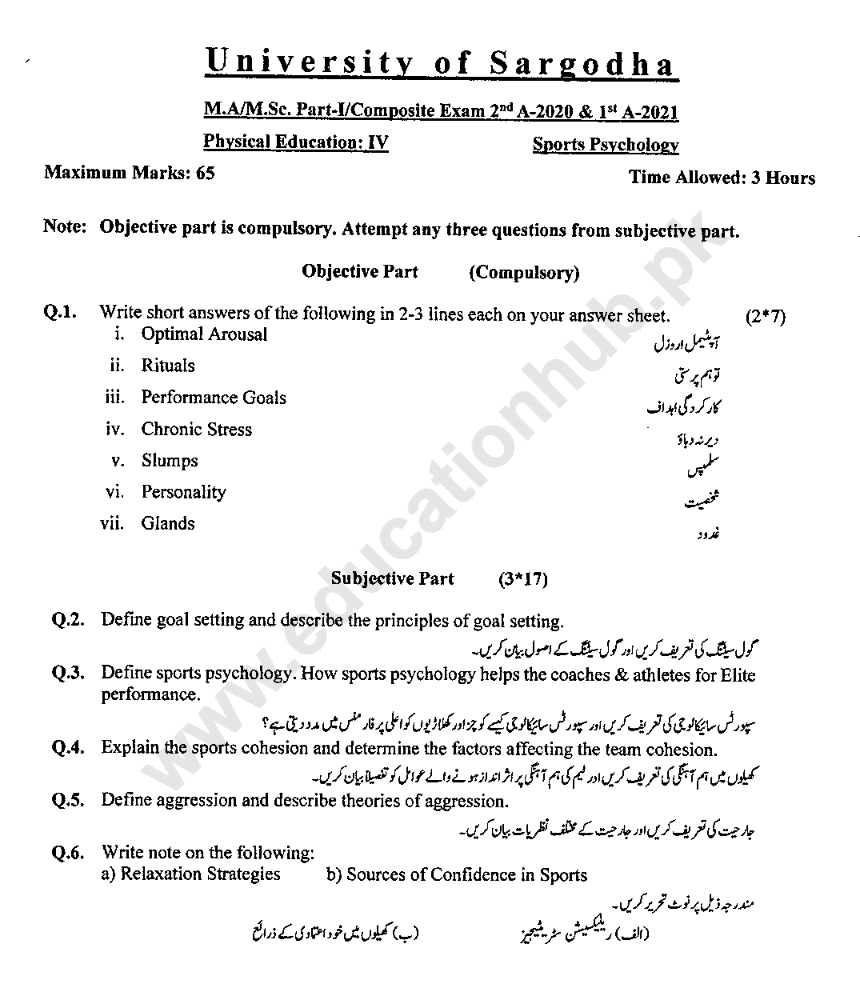 University of Sargodha
M.A/M.Sc. Part-I/Composite Exam 2nd A-2020 & 1st A-2021
Physical Education: IV Sports Psychology
Maximum Marks: 65 Time Allowed: 3 Hours
Note: Objective part is compulsory. Attempt any three questions from subjective part.
Objective Part (Compulsory)
Q.1. Write short answers of the following in 2-3 lines each on your answer sheet. (2*7)
i. Optimal Arousal آپٹیمل اروزل
ii. Rituals توہم پرستی
iii. Performance Goals کارکردگی اہداف
iv. Chronic Stress دیرینہ دباؤ
v. Slumps سلمپس
vi. Personality شخصیت
vii. Glands غدود
Subjective Part (3*17)
Q.2. Define goal setting and describe the principles of goal setting.
گول سیٹنگ کی تعریف کریں اور گول سیٹنگ کے اصول بیان کریں۔
Q.3. Define sports psychology. How sports psychology helps the coaches & athletes for Elite
performance.
سپورٹس سائیکالوجی کی تعریف کریں اور سپورٹس سائیکالوجی کیسے کوچز اور کھلاڑیوں کو اعلیٰ پرفارمنس میں مدد دیتی ہے؟
Q.4. Explain the sports cohesion and determine the factors affecting the team cohesion.
کھیلوں میں ہم آہنگی کی تعریف کریں اور ٹیم کی ہم آہنگی پر اثر انداز ہونے والے عوامل کو تفصیلاً بیان کریں۔
Q.5. Define aggression and describe theories of aggression.
جارحیت کی تعریف کریں اور جارحیت کے مختلف نظریات بیان کریں۔
Q.6. Write note on the following:
a) Relaxation Strategies b) Sources of Confidence in Sports
مندرجہ ذیل پر نوٹ تحریر کریں۔
(الف) ریلیکسیشن سٹریٹیجیز (ب) کھیلوں میں خود اعتمادی کے ذرائع
www.educationhub.pk